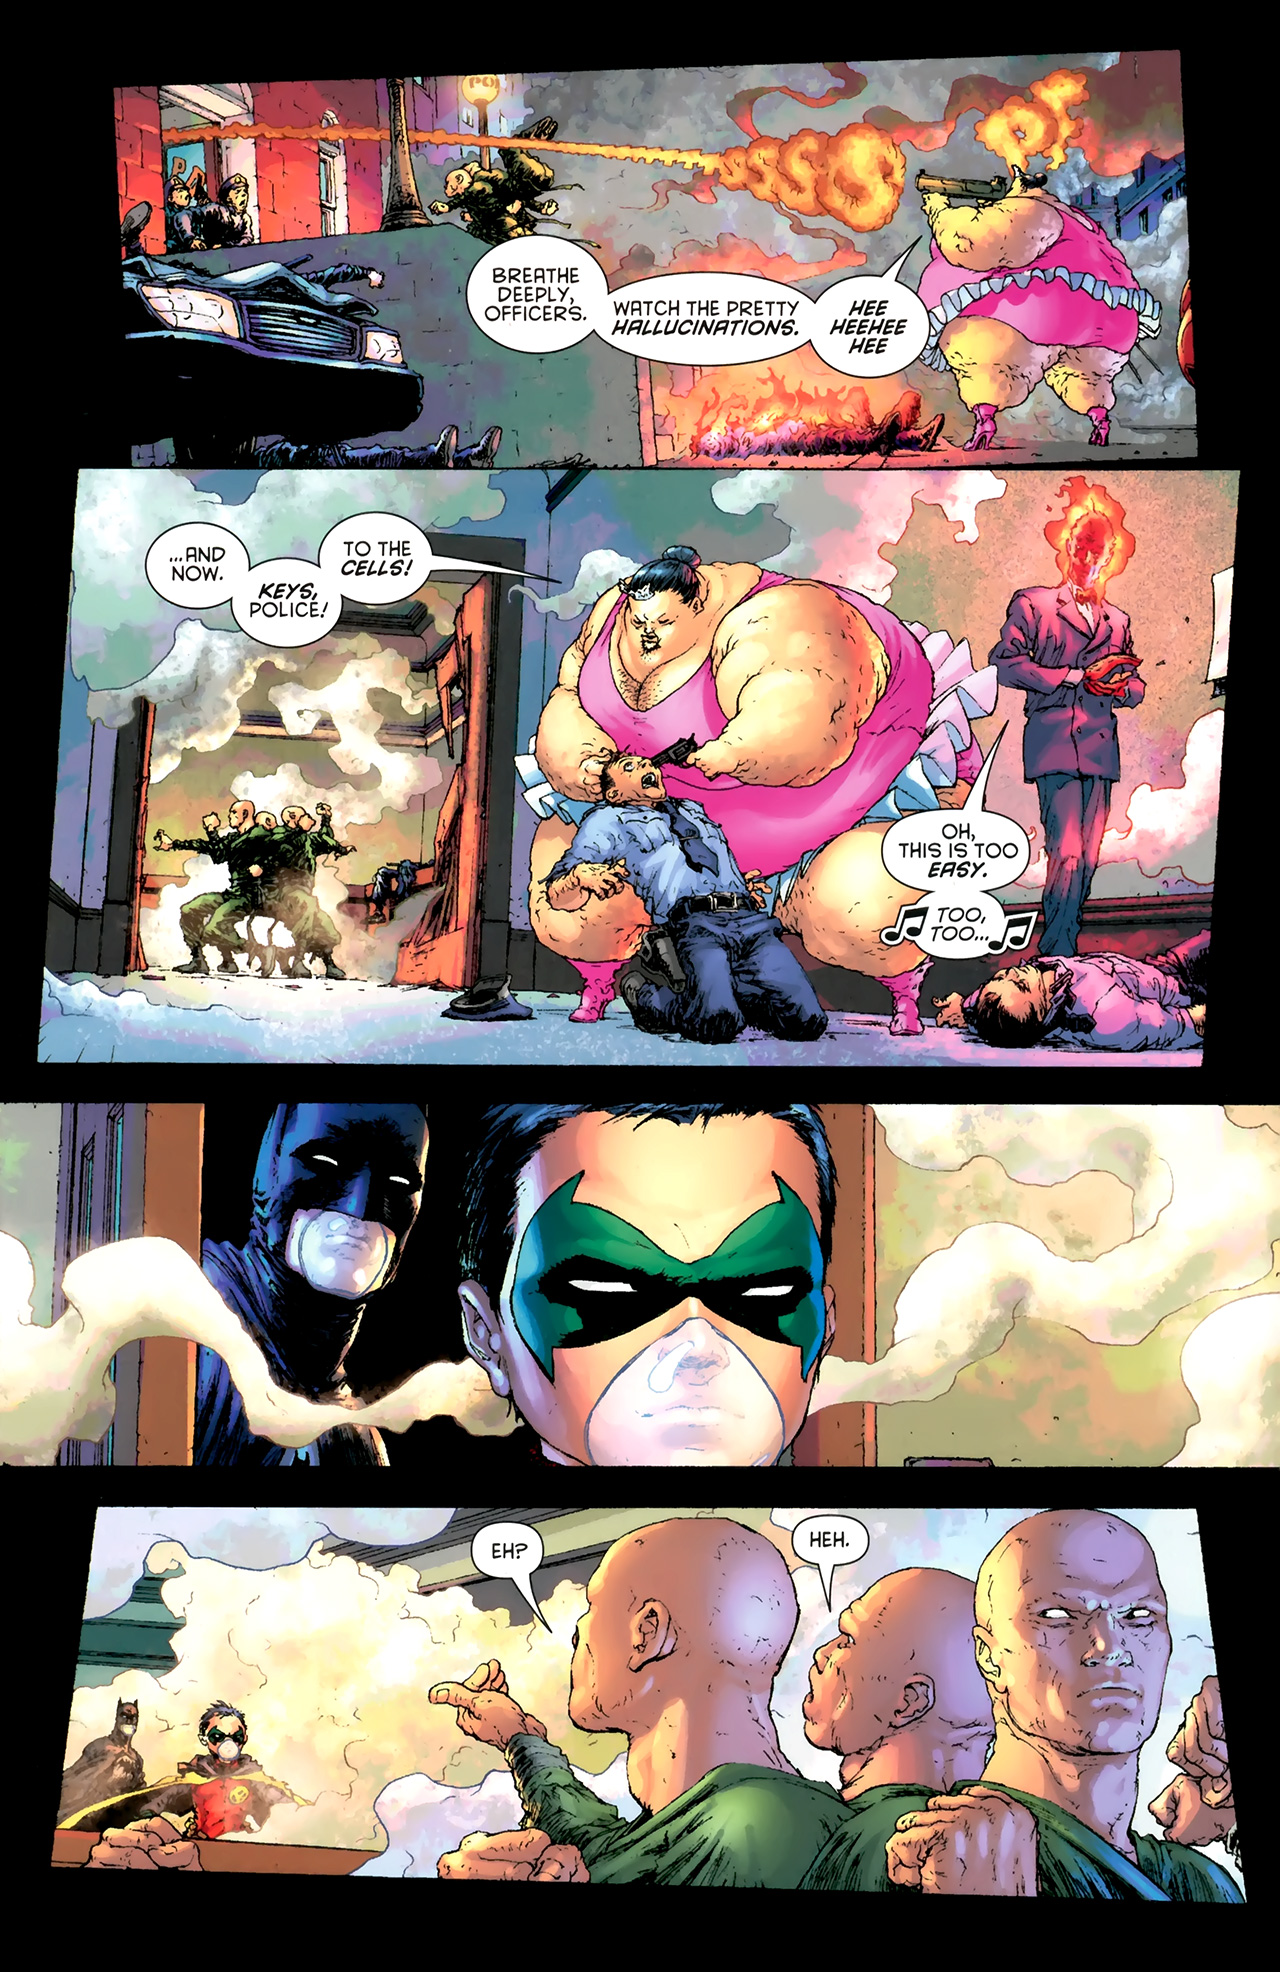 PO
BREATHE
DEEPLY,
OFFICERS.
WATCH THE PRETTY
HALLUCINATIONS.
HEE
HEEHEE
HEE
...AND
NOW.
KEYS,
POLICE!
TO THE
CELLS!
OH,
THIS IS TOO
EASY.
TOO,
TOO...
EH?
HEH.